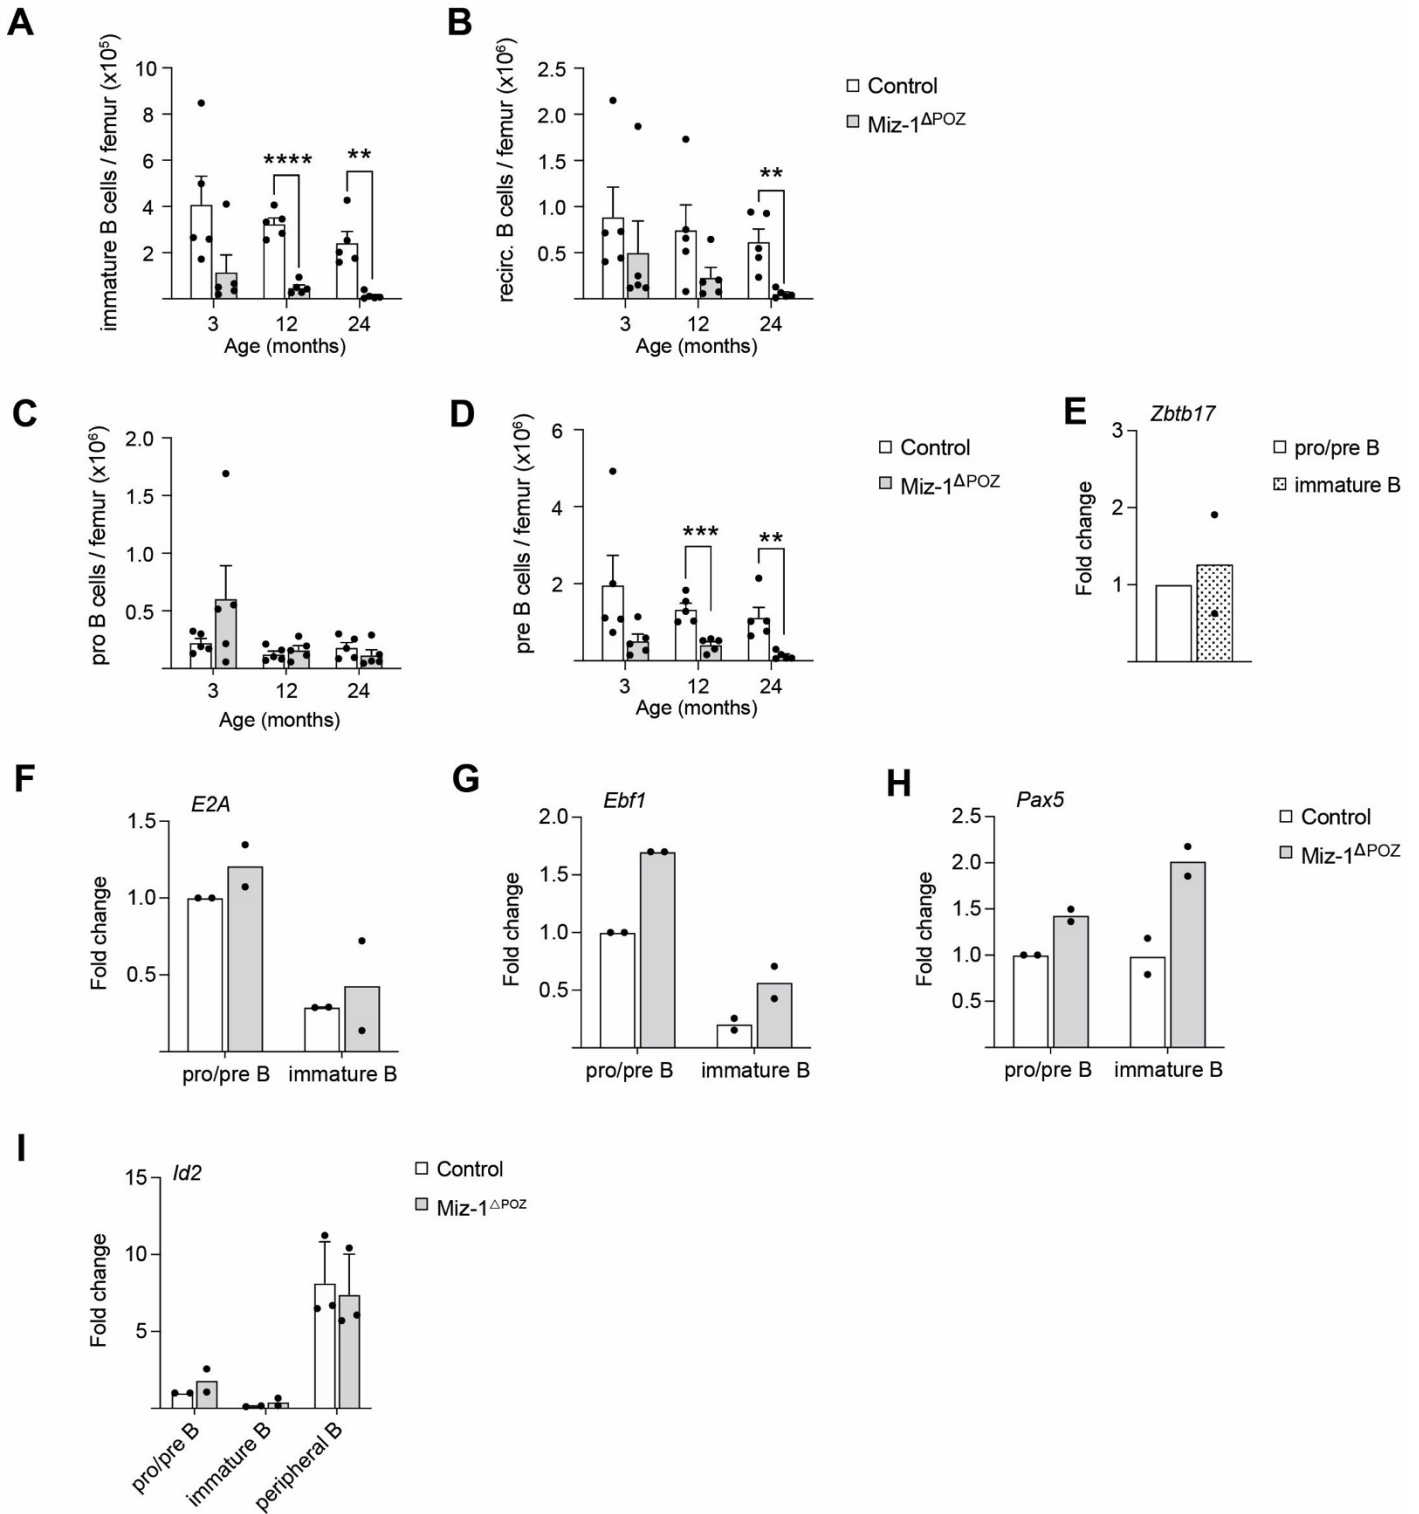 A
immature B cells / femur (x10⁵)
10
8
6
4
2
****
**
3 12 24
Age (months)
B
recirc. B cells / femur (x10⁶)
2.5
2.0
1.5
1.0
0.5
**
3 12 24
Age (months)
Control
Miz-1ΔPOZ
C
pro B cells / femur (x10⁶)
2.0
1.5
1.0
0.5
3 12 24
Age (months)
D
pre B cells / femur (x10⁶)
6
4
2
***
**
3 12 24
Age (months)
Control
Miz-1ΔPOZ
E
Zbtb17
Fold change
3
2
1
pro/pre B
immature B
F
E2A
Fold change
1.5
1.0
0.5
pro/pre B immature B
G
Ebf1
Fold change
2.0
1.5
1.0
0.5
pro/pre B immature B
H
Pax5
Fold change
2.5
2.0
1.5
1.0
0.5
pro/pre B immature B
Control
Miz-1ΔPOZ
I
Id2
Fold change
15
10
5
pro/pre B
immature B
peripheral B
Control
Miz-1△POZ